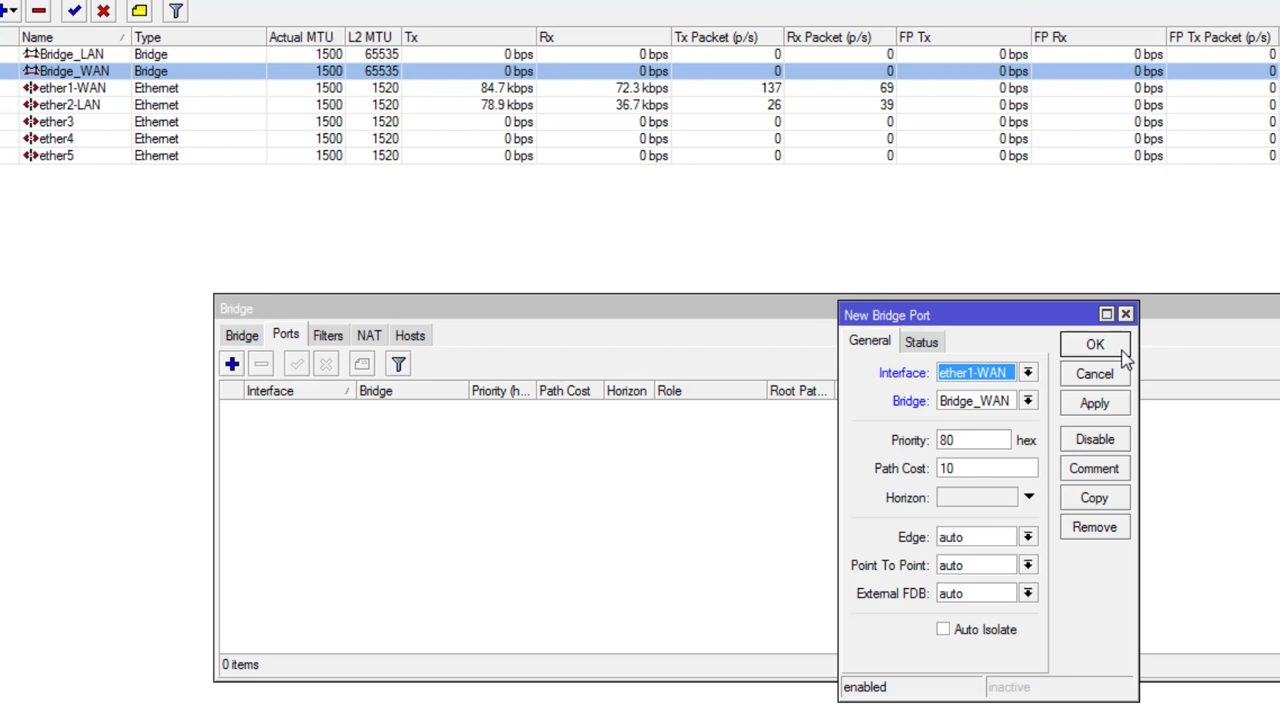 Name / Type Actual MTU L2 MTU Tx Rx Tx Packet (p/s) Rx Packet (p/s) FP Tx FP Rx FP Tx Packet (p/s)
Bridge_LAN Bridge 1500 65535 0 bps 0 bps 0 0 0 bps 0 bps 0
Bridge_WAN Bridge 1500 65535 0 bps 0 bps 0 0 0 bps 0 bps 0
ether1-WAN Ethernet 1500 1520 84.7 kbps 72.3 kbps 137 69 0 bps 0 bps 0
ether2-LAN Ethernet 1500 1520 78.9 kbps 36.7 kbps 26 39 0 bps 0 bps 0
ether3 Ethernet 1500 1520 0 bps 0 bps 0 0 0 bps 0 bps 0
ether4 Ethernet 1500 1520 0 bps 0 bps 0 0 0 bps 0 bps 0
ether5 Ethernet 1500 1520 0 bps 0 bps 0 0 0 bps 0 bps 0
Bridge
Bridge Ports Filters NAT Hosts
Interface / Bridge Priority (h... Path Cost Horizon Role Root Pat...
0 items
New Bridge Port
General Status
Interface: ether1-WAN
Bridge: Bridge_WAN
Priority: 80 hex
Path Cost: 10
Horizon:
Edge: auto
Point To Point: auto
External FDB: auto
Auto Isolate
OK
Cancel
Apply
Disable
Comment
Copy
Remove
enabled inactive